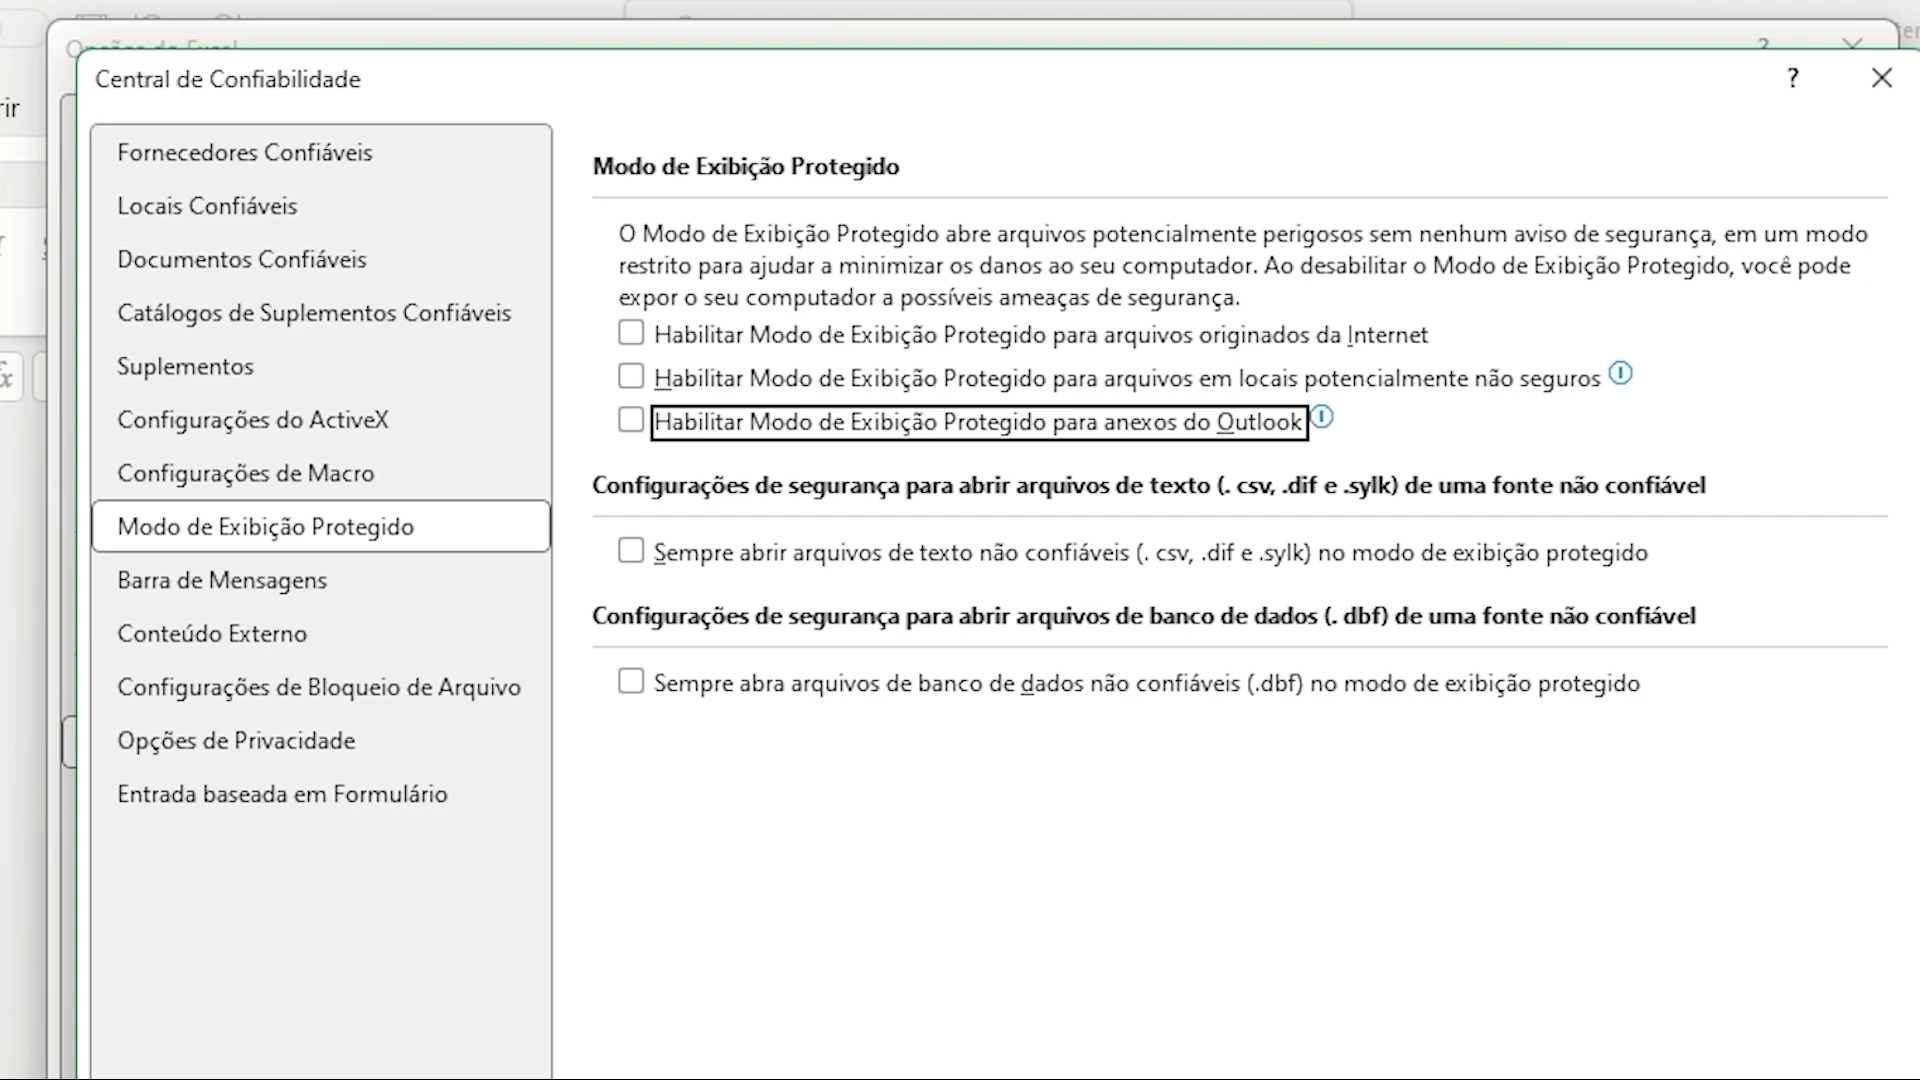 Opções do Excel
?
rir
Central de Confiabilidade
?
Fornecedores Confiáveis
Locais Confiáveis
Documentos Confiáveis
Catálogos de Suplementos Confiáveis
Suplementos
Configurações do ActiveX
Configurações de Macro
Modo de Exibição Protegido
Barra de Mensagens
Conteúdo Externo
Configurações de Bloqueio de Arquivo
Opções de Privacidade
Entrada baseada em Formulário
Modo de Exibição Protegido
O Modo de Exibição Protegido abre arquivos potencialmente perigosos sem nenhum aviso de segurança, em um modo
restrito para ajudar a minimizar os danos ao seu computador. Ao desabilitar o Modo de Exibição Protegido, você pode
expor o seu computador a possíveis ameaças de segurança.
Habilitar Modo de Exibição Protegido para arquivos originados da Internet
Habilitar Modo de Exibição Protegido para arquivos em locais potencialmente não seguros
Habilitar Modo de Exibição Protegido para anexos do Outlook
Configurações de segurança para abrir arquivos de texto (. csv, .dif e .sylk) de uma fonte não confiável
Sempre abrir arquivos de texto não confiáveis (. csv, .dif e .sylk) no modo de exibição protegido
Configurações de segurança para abrir arquivos de banco de dados (. dbf) de uma fonte não confiável
Sempre abra arquivos de banco de dados não confiáveis (.dbf) no modo de exibição protegido